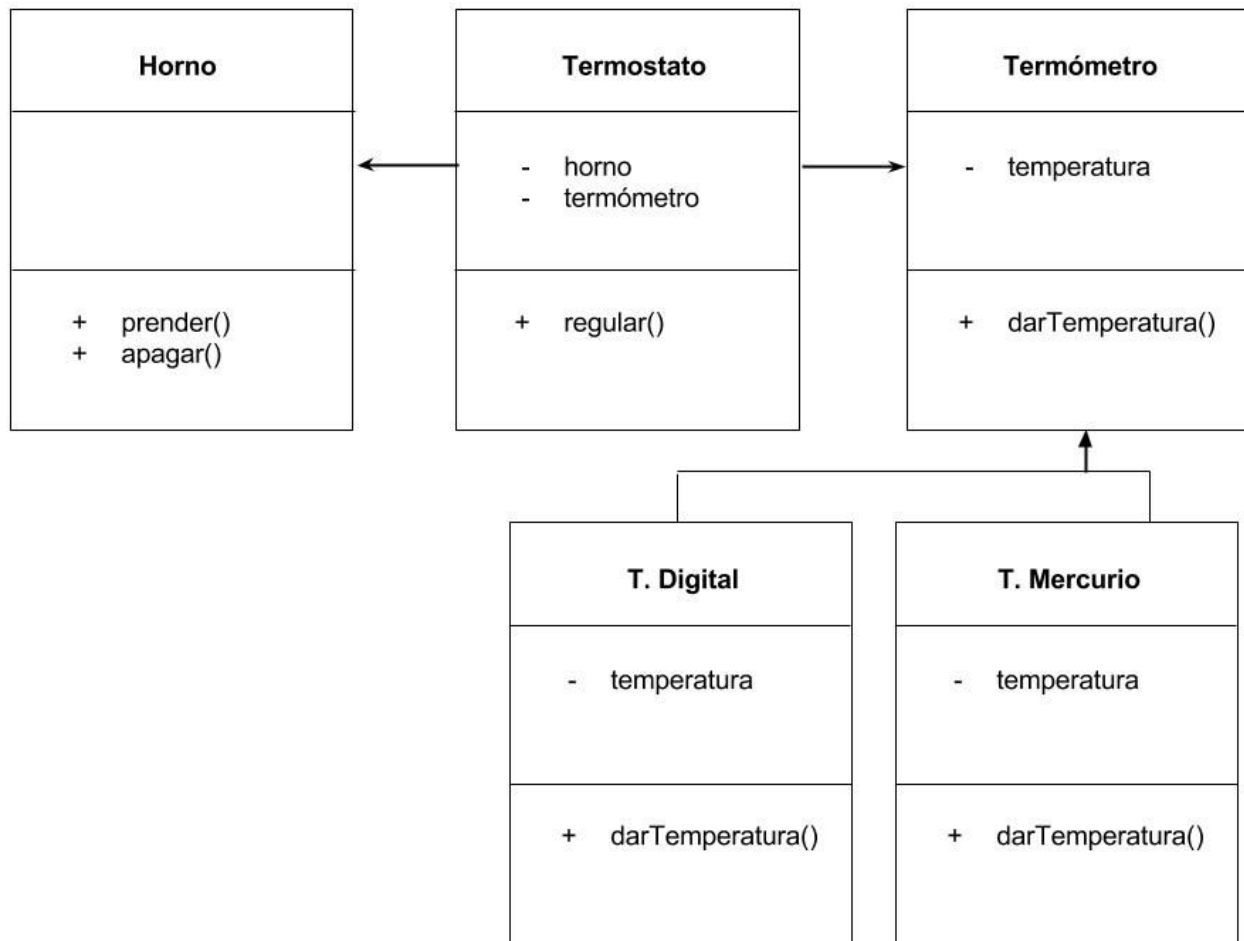 Horno
+ prender()
+ apagar()
Termostato
- horno
- termómetro
+ regular()
Termómetro
- temperatura
+ darTemperatura()
T. Digital
- temperatura
+ darTemperatura()
T. Mercurio
- temperatura
+ darTemperatura()